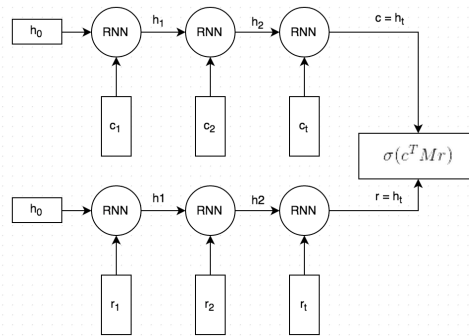 h₀
RNN
h₁
RNN
h₂
RNN
c = hₜ
c₁
c₂
cₜ
σ(cᵀMr)
h₀
RNN
h1
RNN
h2
RNN
r = hₜ
r₁
r₂
rₜ